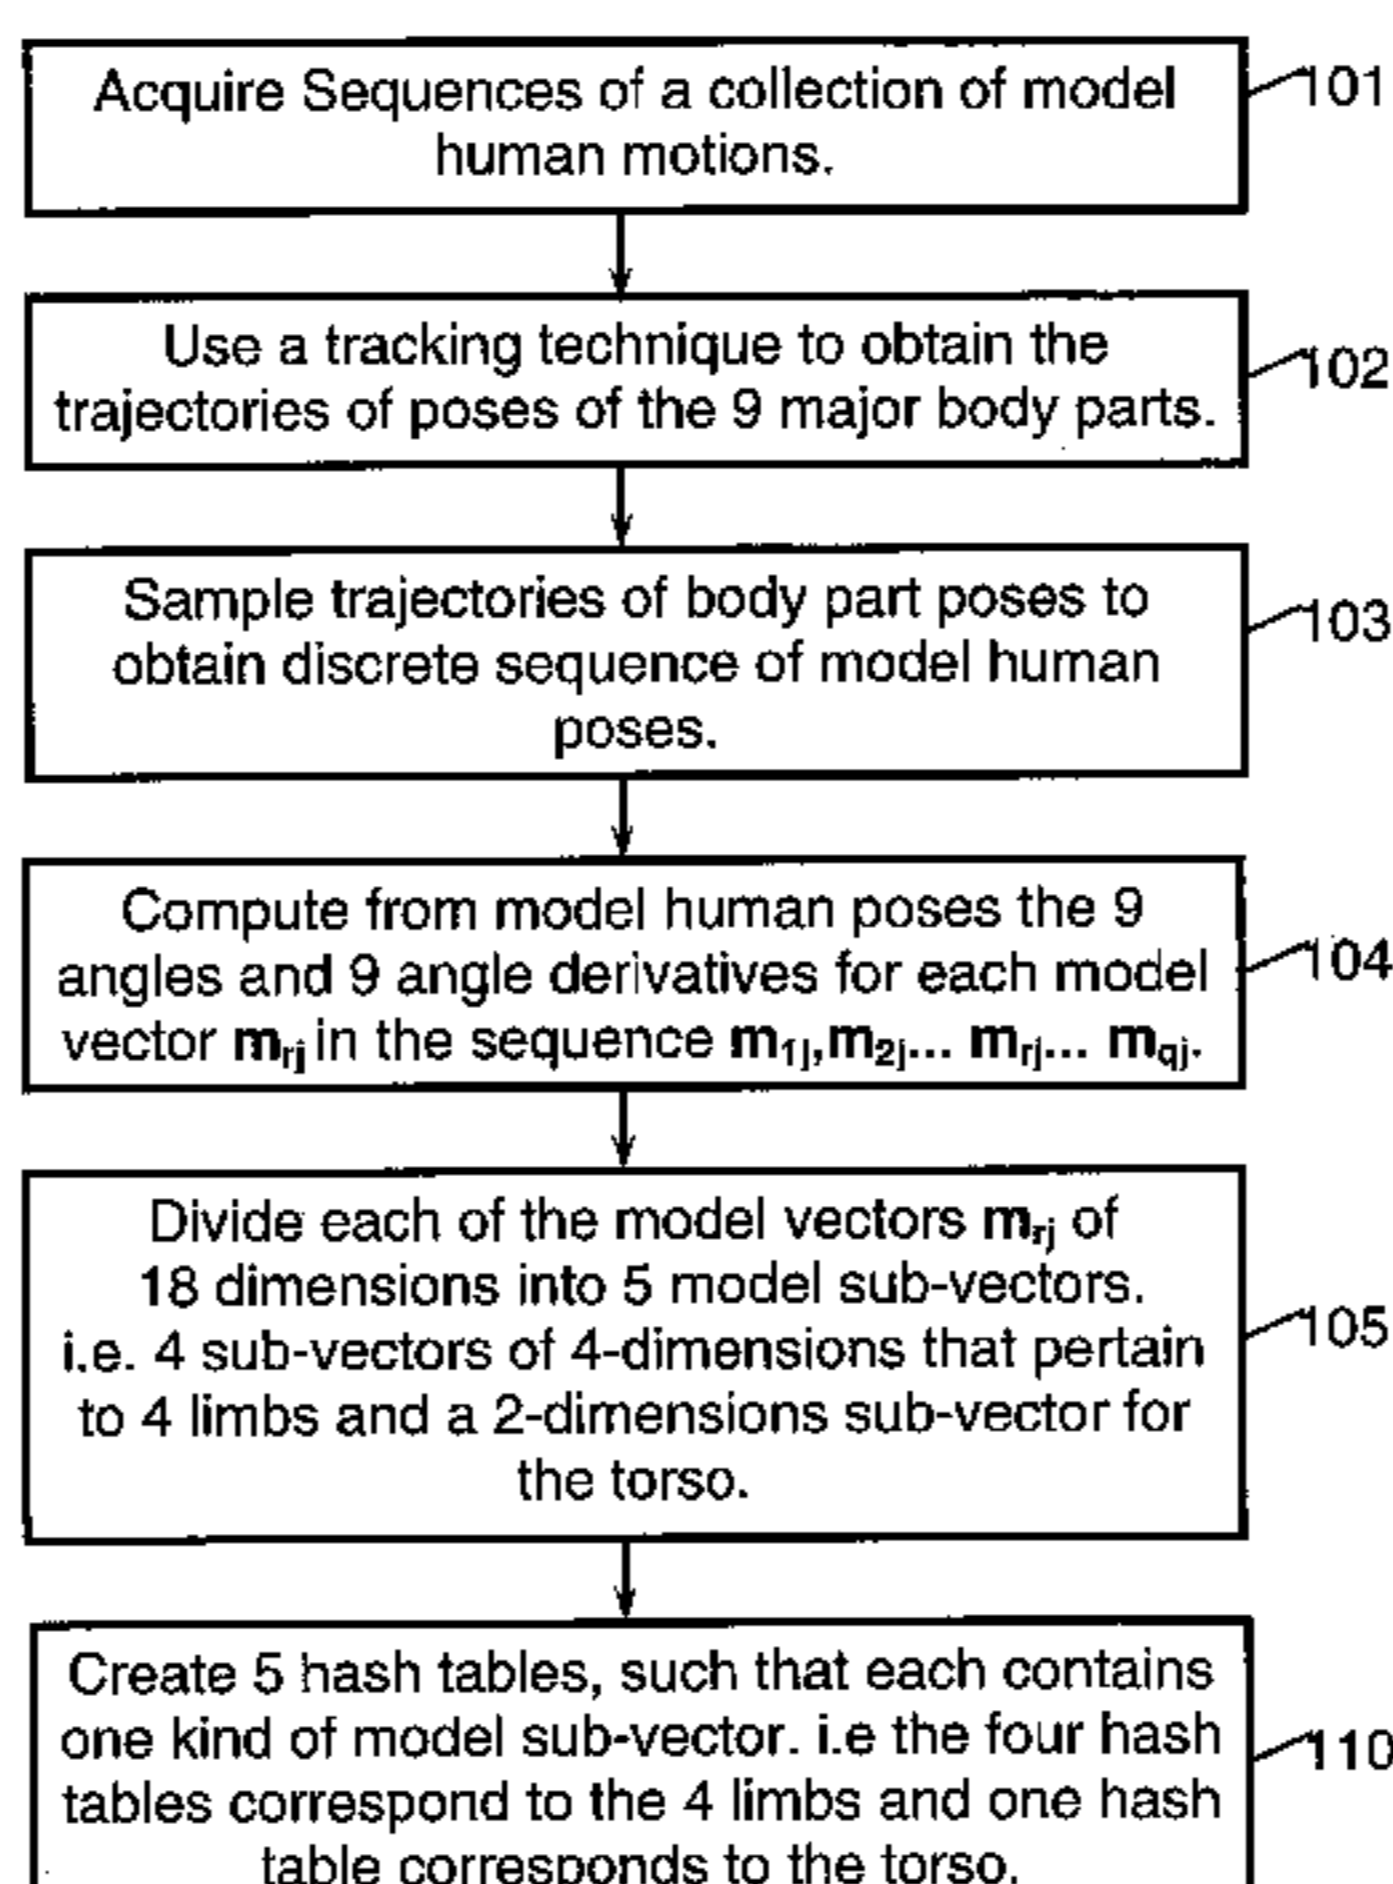 Acquire Sequences of a collection of model
human motions.
101
Use a tracking technique to obtain the
trajectories of poses of the 9 major body parts.
102
Sample trajectories of body part poses to
obtain discrete sequence of model human
poses.
103
Compute from model human poses the 9
angles and 9 angle derivatives for each model
vector m_rj in the sequence m_1j,m_2j... m_rj... m_qj.
104
Divide each of the model vectors m_rj of
18 dimensions into 5 model sub-vectors.
i.e. 4 sub-vectors of 4-dimensions that pertain
to 4 limbs and a 2-dimensions sub-vector for
the torso.
105
Create 5 hash tables, such that each contains
one kind of model sub-vector. i.e the four hash
tables correspond to the 4 limbs and one hash
table corresponds to the torso.
110